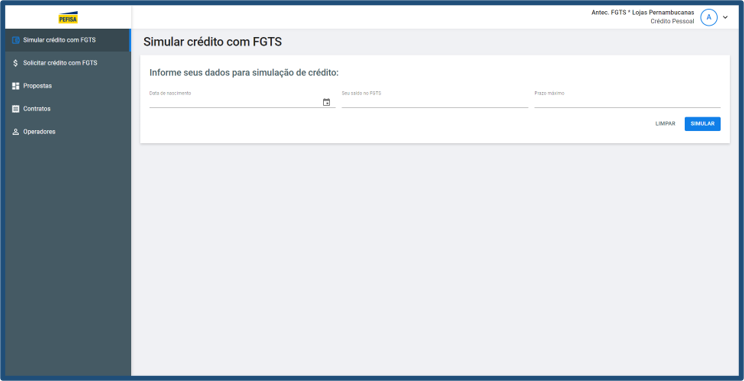 PEFISA
Antec. FGTS * Lojas Pernambucanas
Crédito Pessoal
A
Simular crédito com FGTS
Solicitar crédito com FGTS
Propostas
Contratos
Operadores
Simular crédito com FGTS
Informe seus dados para simulação de crédito:
Data de nascimento
Seu saldo no FGTS
Prazo máximo
LIMPAR
SIMULAR